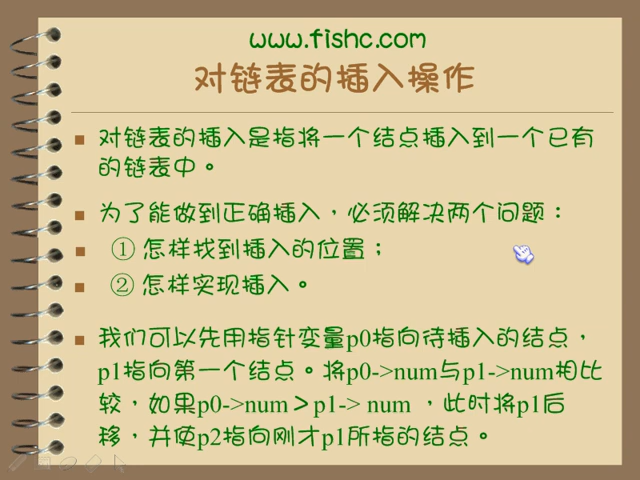 www.fishc.com
对链表的插入操作
对链表的插入是指将一个结点插入到一个已有
的链表中。
为了能做到正确插入，必须解决两个问题：
① 怎样找到插入的位置；
② 怎样实现插入。
我们可以先用指针变量p0指向待插入的结点，
p1指向第一个结点。将p0->num与p1->num相比
较，如果p0->num＞p1-> num ，此时将p1后
移，并使p2指向刚才p1所指的结点。